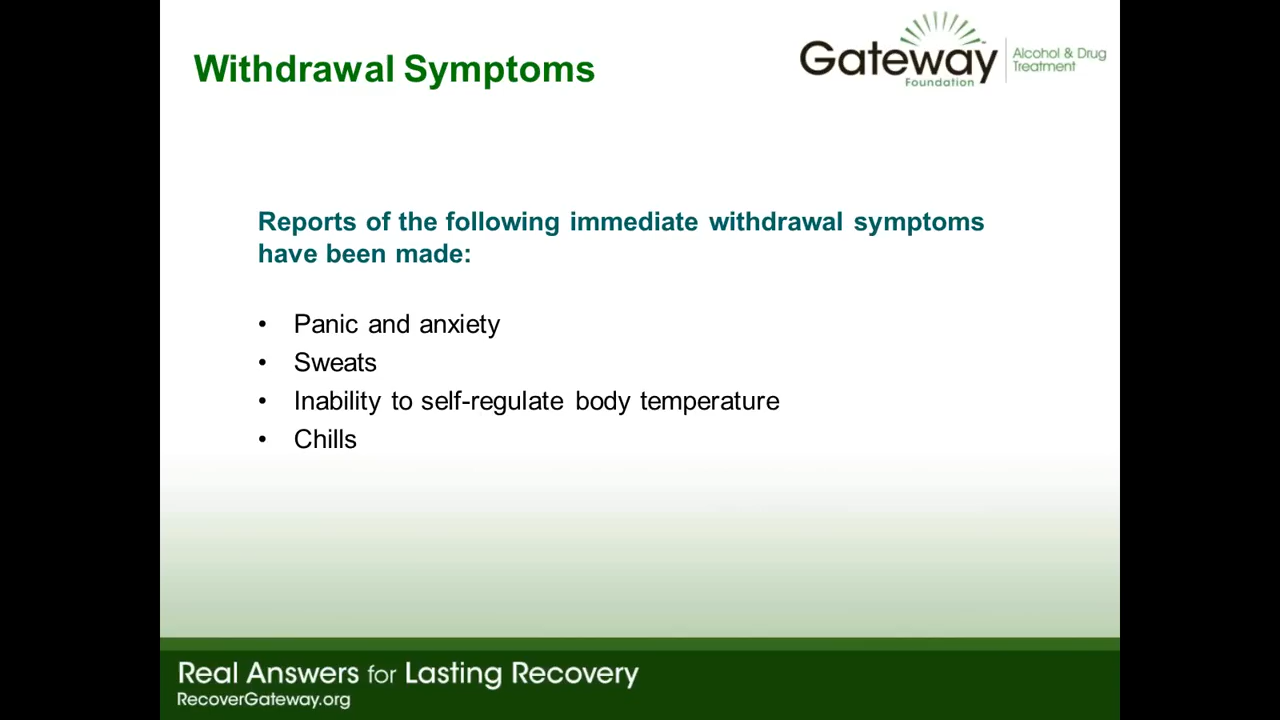 Withdrawal Symptoms
Gateway
Foundation
Alcohol & Drug
Treatment
Reports of the following immediate withdrawal symptoms
have been made:
• Panic and anxiety
• Sweats
• Inability to self-regulate body temperature
• Chills
Real Answers for Lasting Recovery
RecoverGateway.org